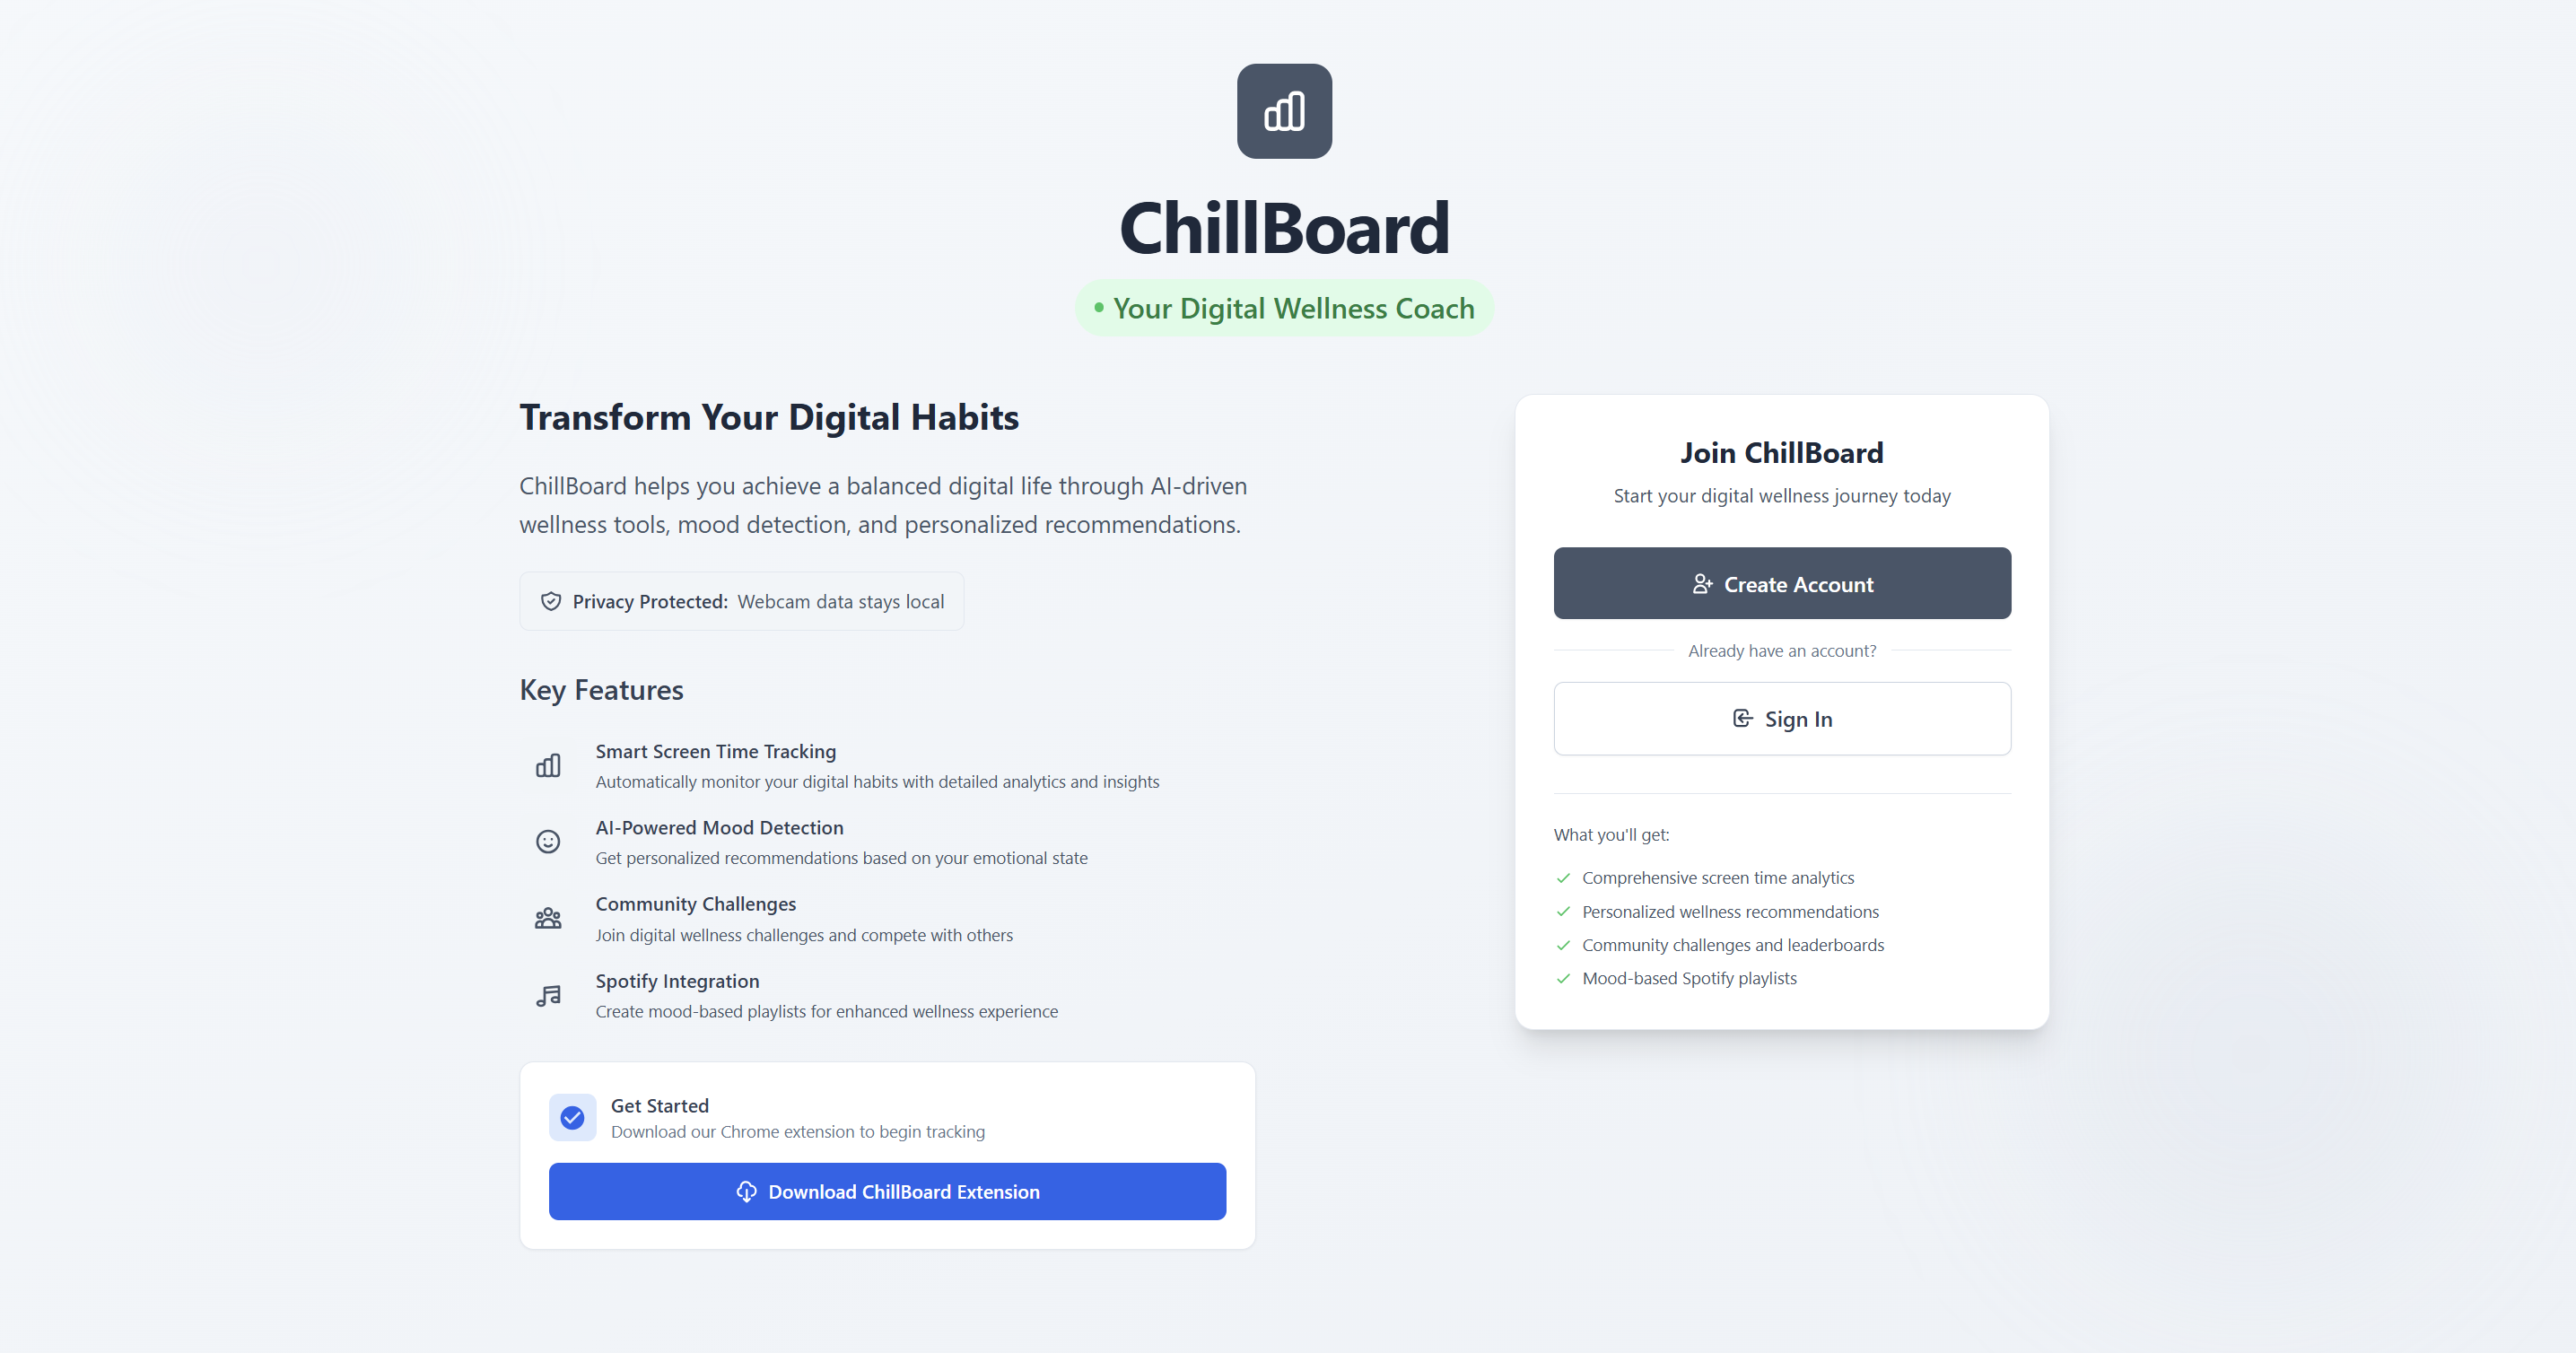 ChillBoard
Your Digital Wellness Coach
Transform Your Digital Habits
ChillBoard helps you achieve a balanced digital life through AI-driven
wellness tools, mood detection, and personalized recommendations.
Privacy Protected: Webcam data stays local
Key Features
Smart Screen Time Tracking
Automatically monitor your digital habits with detailed analytics and insights
AI-Powered Mood Detection
Get personalized recommendations based on your emotional state
Community Challenges
Join digital wellness challenges and compete with others
Spotify Integration
Create mood-based playlists for enhanced wellness experience
Get Started
Download our Chrome extension to begin tracking
Download ChillBoard Extension
Join ChillBoard
Start your digital wellness journey today
Create Account
Already have an account?
Sign In
What you'll get:
Comprehensive screen time analytics
Personalized wellness recommendations
Community challenges and leaderboards
Mood-based Spotify playlists